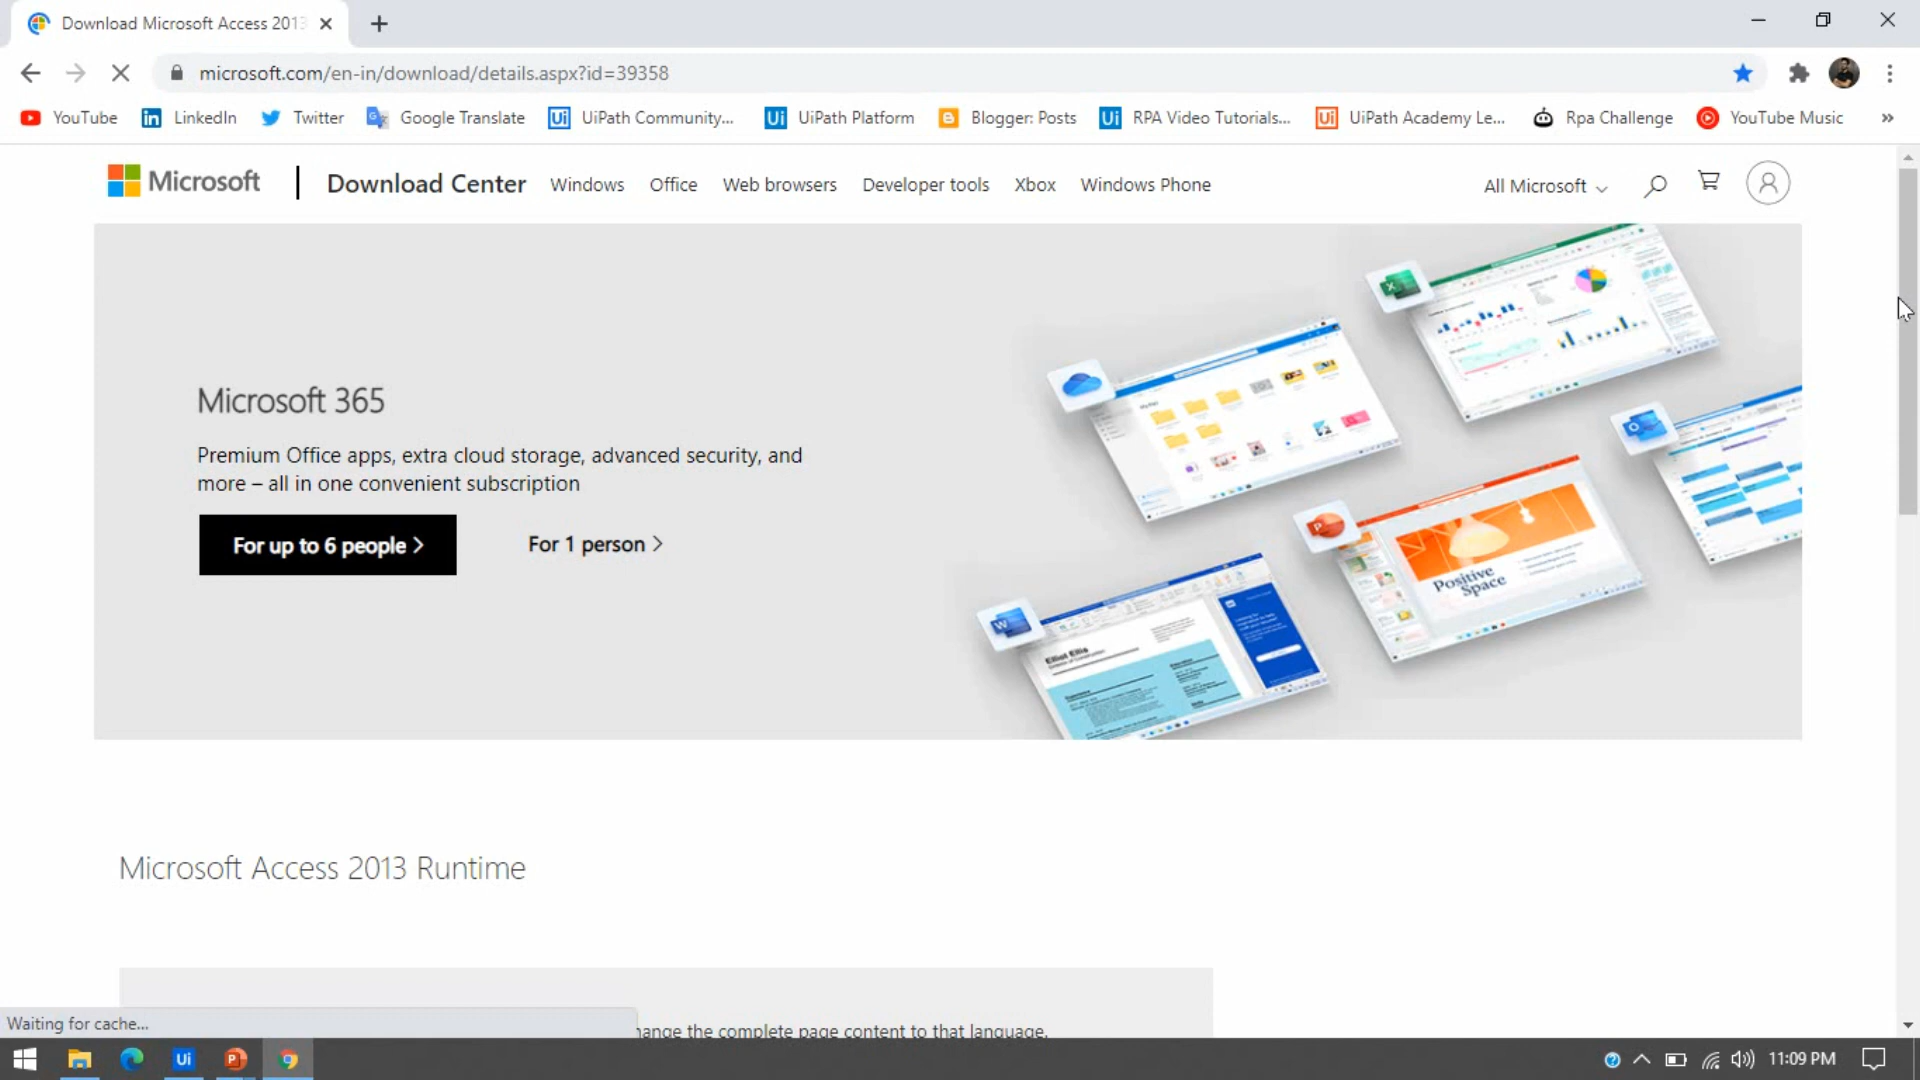 Download Microsoft Access 2013
microsoft.com/en-in/download/details.aspx?id=39358
YouTube LinkedIn Twitter Google Translate UiPath Community... UiPath Platform Blogger: Posts RPA Video Tutorials... UiPath Academy Le... Rpa Challenge YouTube Music »
Microsoft Download Center Windows Office Web browsers Developer tools Xbox Windows Phone All Microsoft
Microsoft 365
Premium Office apps, extra cloud storage, advanced security, and
more – all in one convenient subscription
For up to 6 people >
For 1 person >
Positive
Space
Elliot Ellis
Microsoft Access 2013 Runtime
hange the complete page content to that language.
Waiting for cache...
11:09 PM